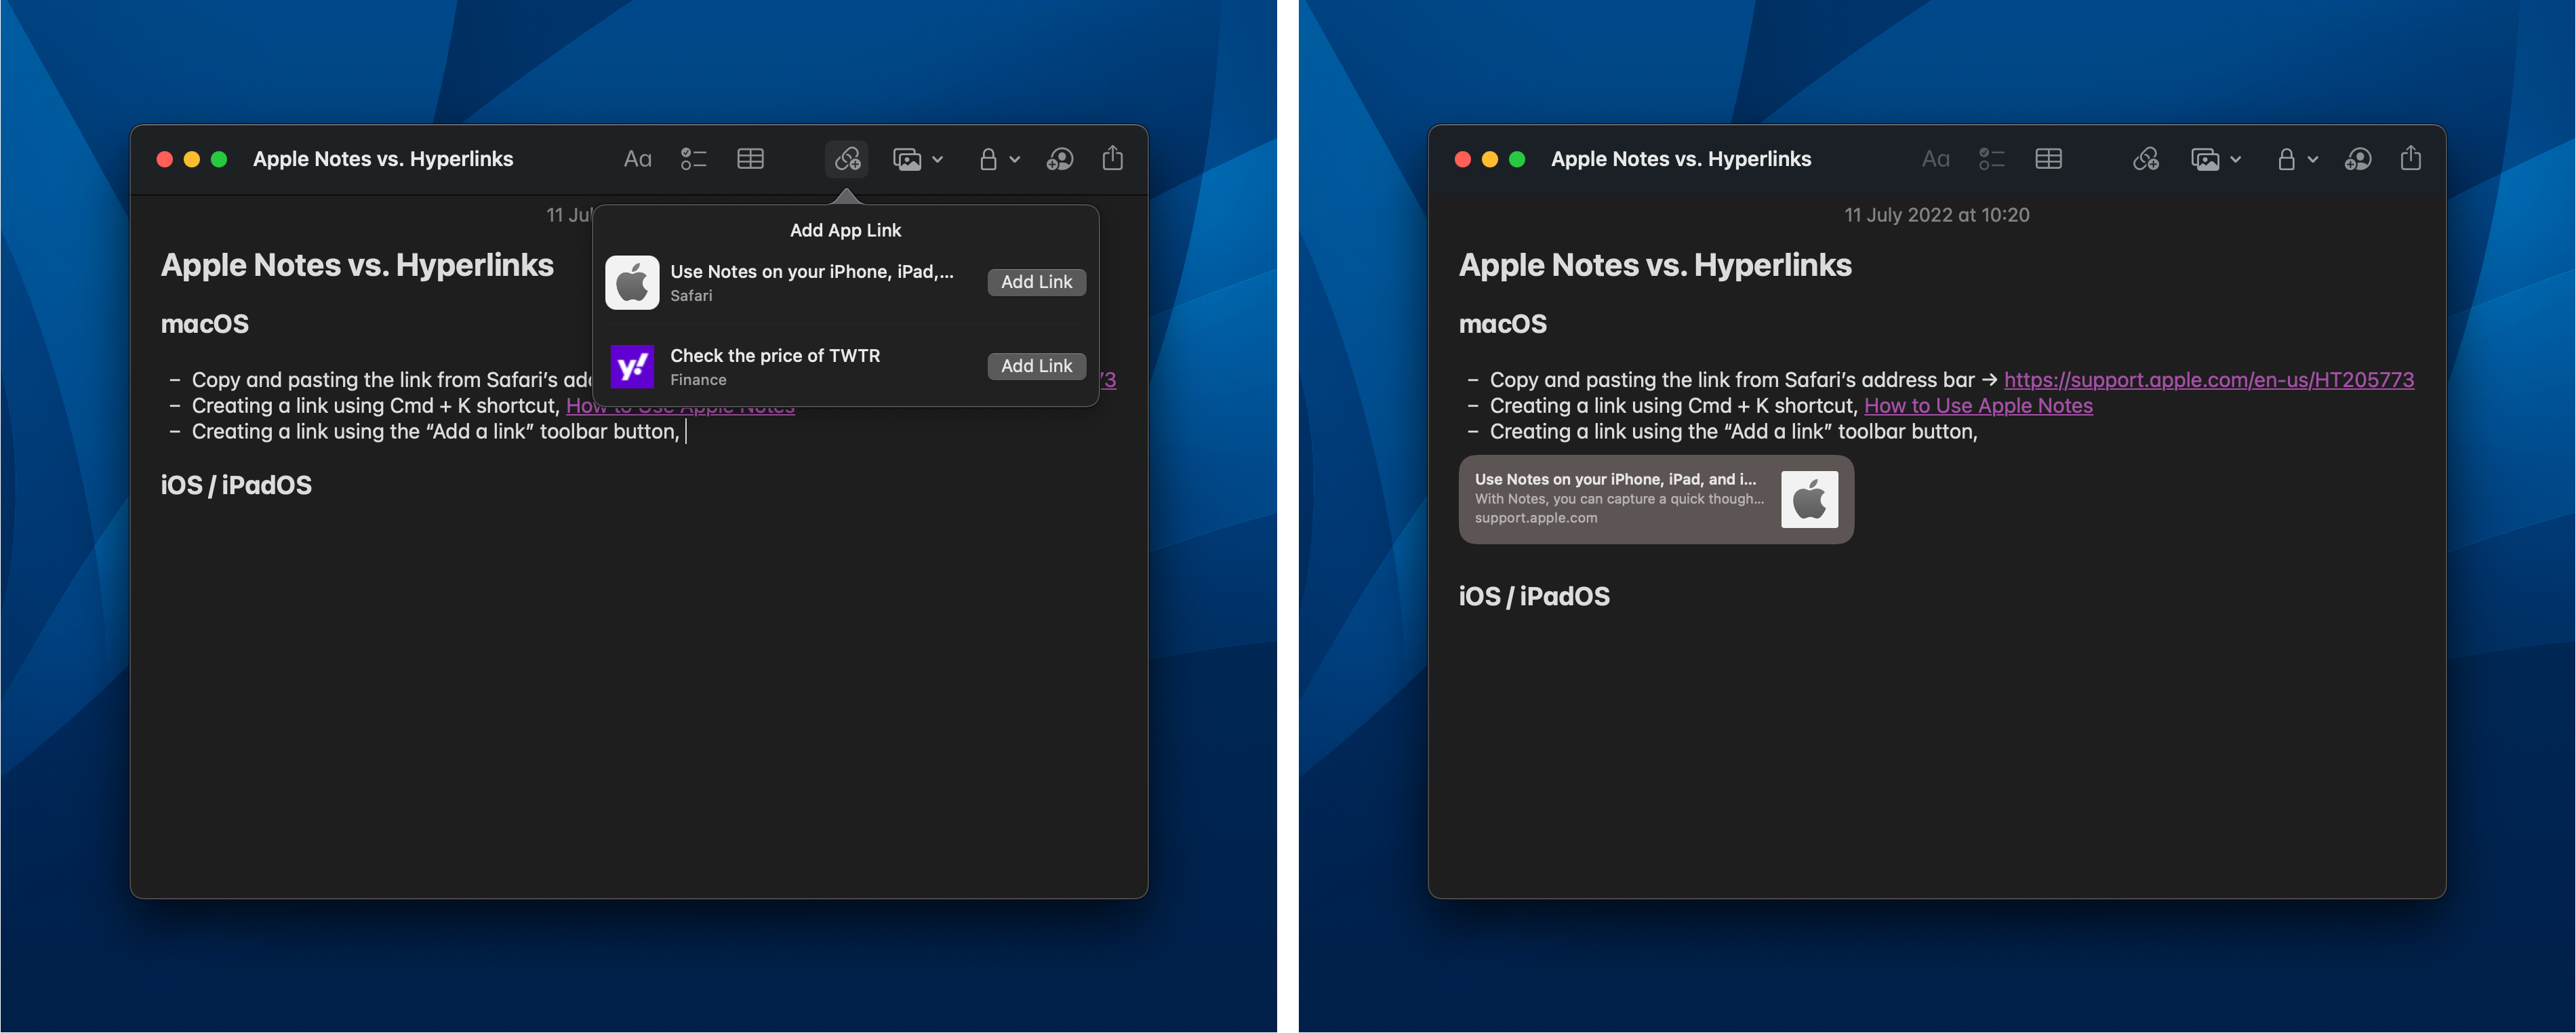 Apple Notes vs. Hyperlinks
Aa
11 Jul
Add App Link
Use Notes on your iPhone, iPad,...
Safari
Add Link
Check the price of TWTR
Finance
Add Link
Apple Notes vs. Hyperlinks
macOS
– Copy and pasting the link from Safari’s add 73
– Creating a link using Cmd + K shortcut, How to Use Apple Notes
– Creating a link using the “Add a link” toolbar button,
iOS / iPadOS
Apple Notes vs. Hyperlinks
Aa
11 July 2022 at 10:20
Apple Notes vs. Hyperlinks
macOS
– Copy and pasting the link from Safari’s address bar → https://support.apple.com/en-us/HT205773
– Creating a link using Cmd + K shortcut, How to Use Apple Notes
– Creating a link using the “Add a link” toolbar button,
Use Notes on your iPhone, iPad, and i...
With Notes, you can capture a quick though...
support.apple.com
iOS / iPadOS